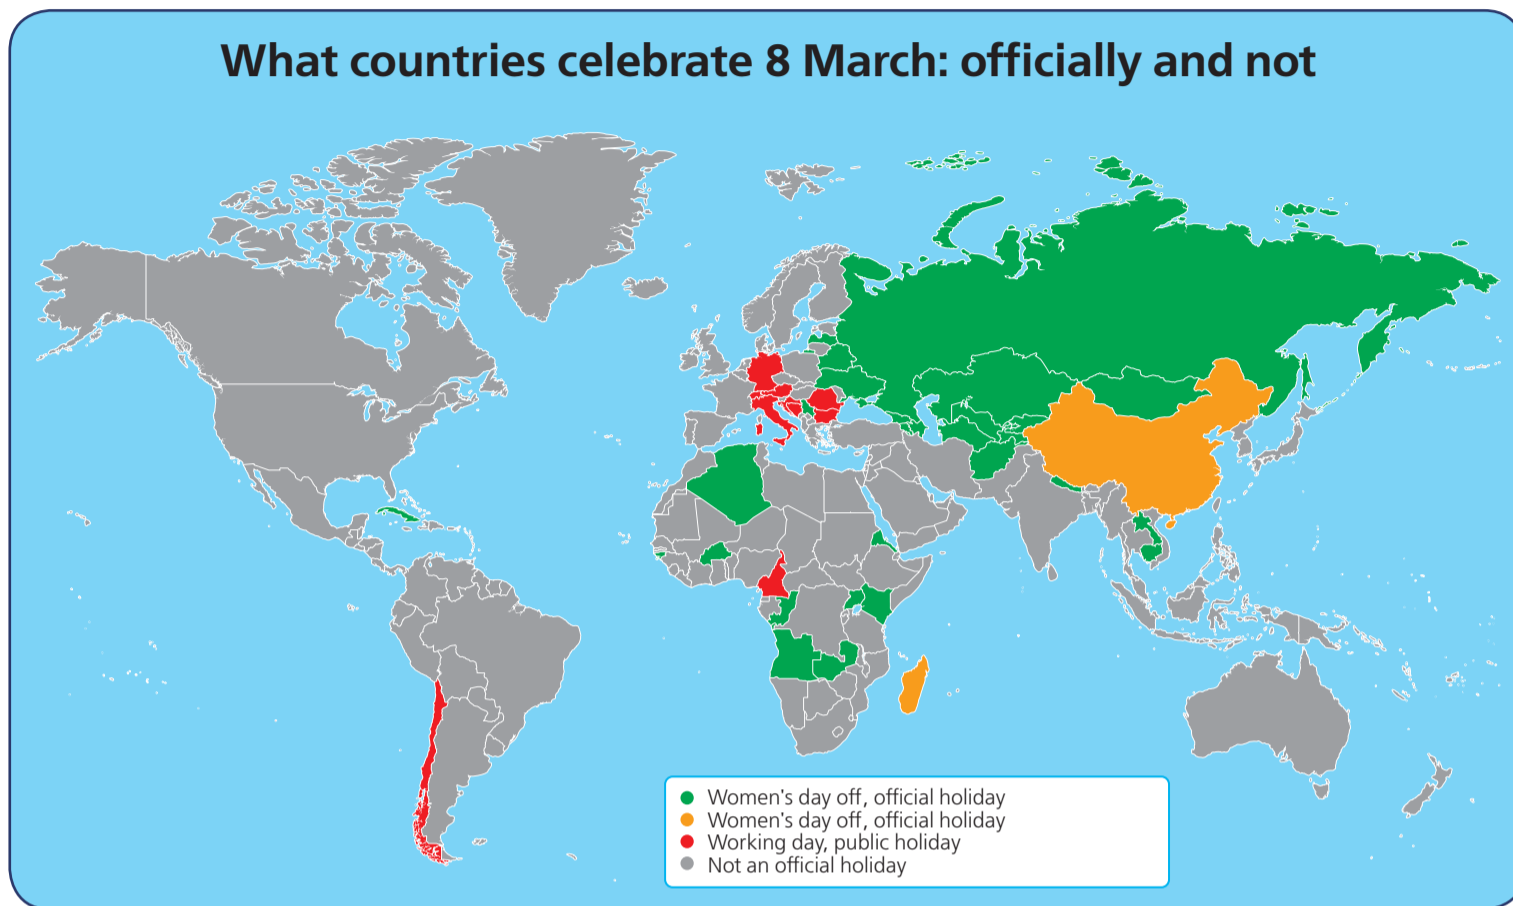 What countries celebrate 8 March: officially and not
Women's day off, official holiday
Women's day off, official holiday
Working day, public holiday
Not an official holiday